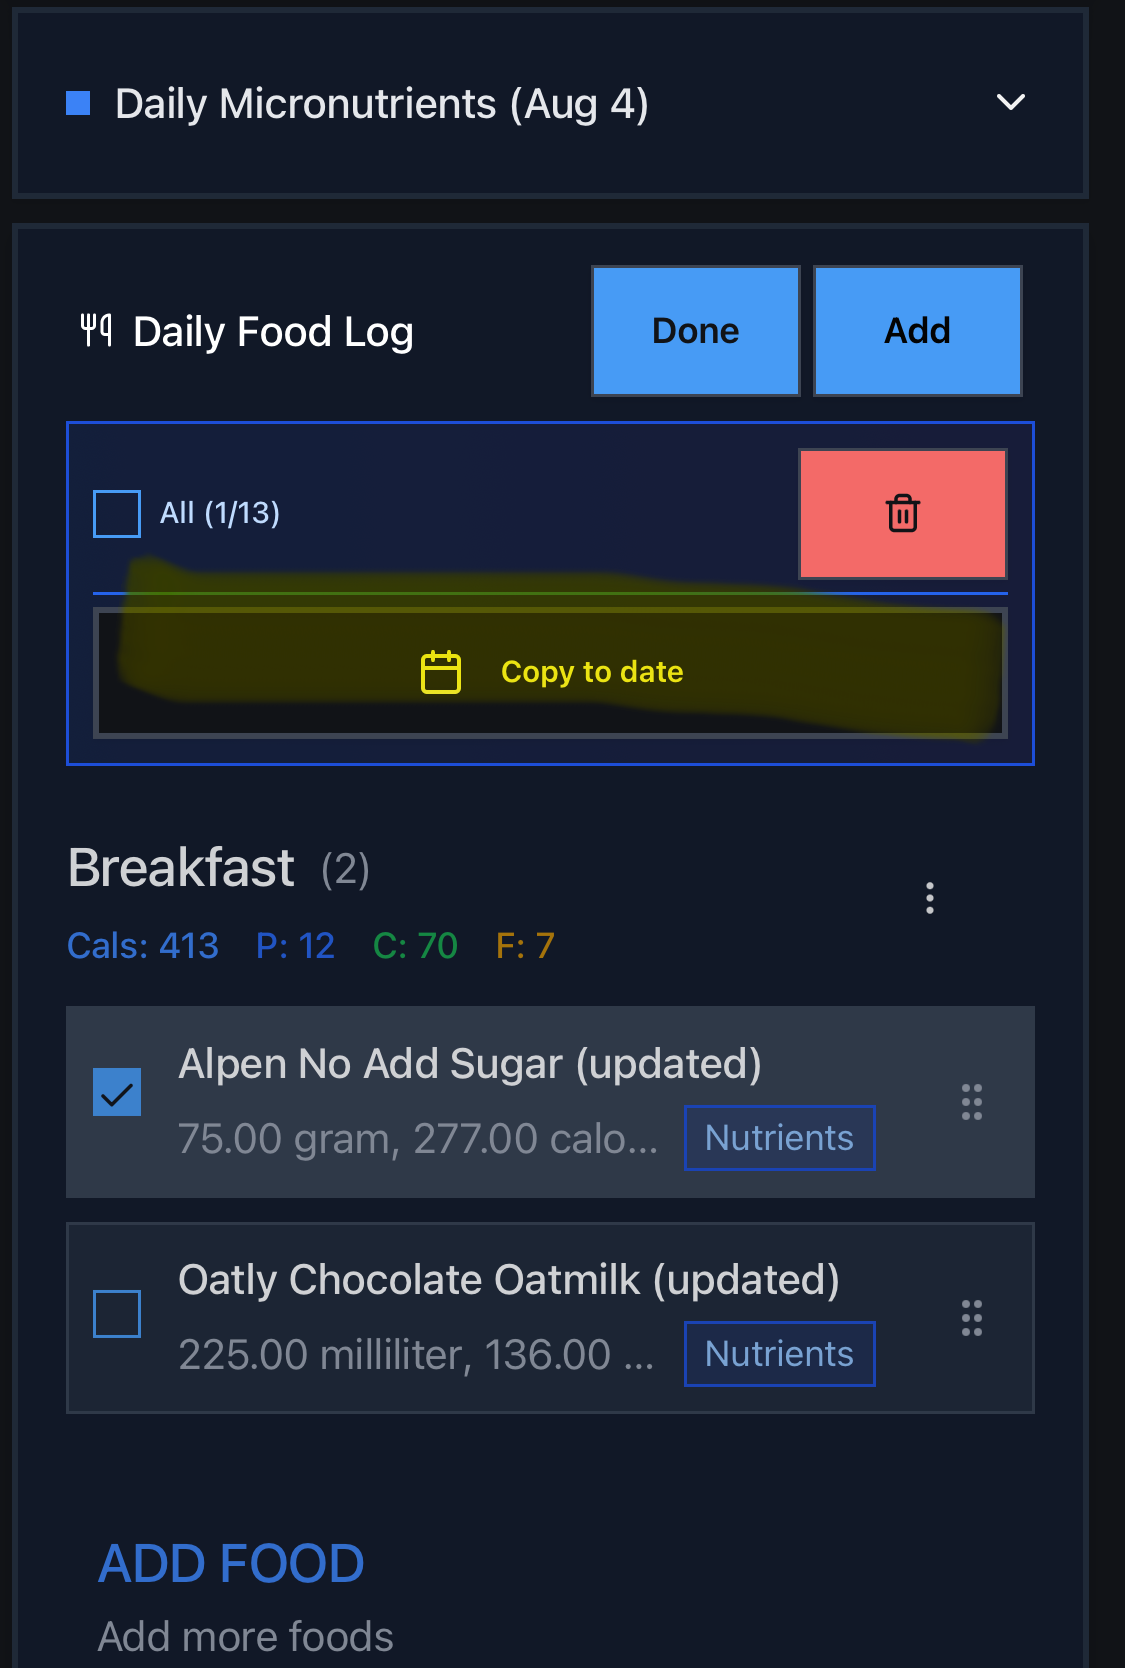 Daily Micronutrients (Aug 4)
Daily Food Log
Done
Add
All (1/13)
Copy to date
Breakfast (2)
Cals: 413 P: 12 C: 70 F: 7
Alpen No Add Sugar (updated)
75.00 gram, 277.00 calo... Nutrients
Oatly Chocolate Oatmilk (updated)
225.00 milliliter, 136.00 ... Nutrients
ADD FOOD
Add more foods